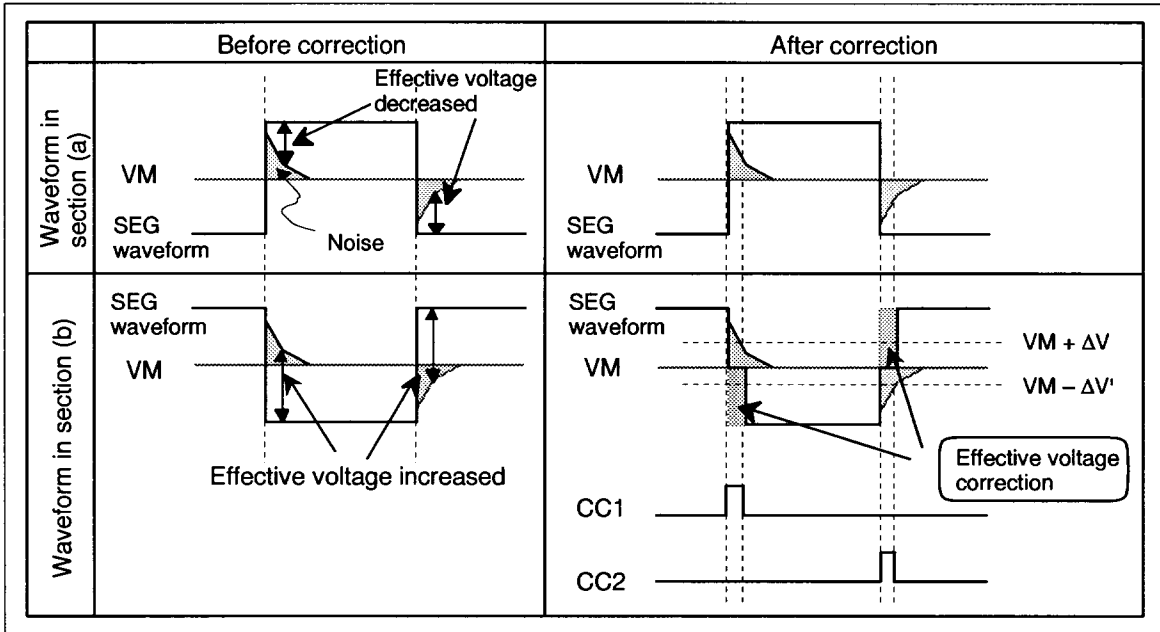 Before correction
After correction
Waveform in
section (a)
Effective voltage
decreased
VM
SEG
waveform
Noise
VM
SEG
waveform
Waveform in section (b)
SEG
waveform
VM
Effective voltage increased
SEG
waveform
VM
VM + ΔV
VM – ΔV'
Effective voltage
correction
CC1
CC2